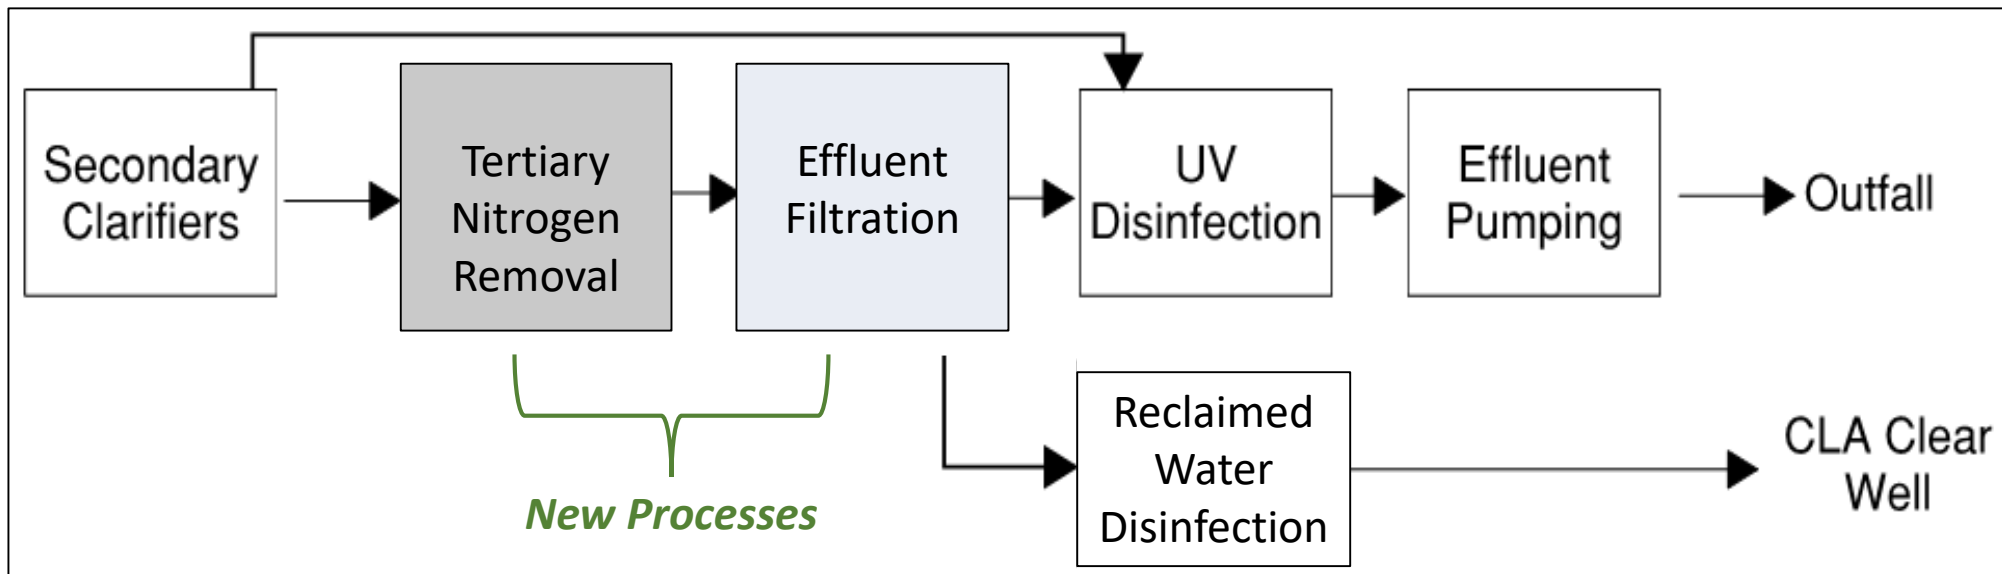 Secondary
Clarifiers
Tertiary
Nitrogen
Removal
Effluent
Filtration
UV
Disinfection
Effluent
Pumping
Outfall
New Processes
Reclaimed
Water
Disinfection
CLA Clear
Well